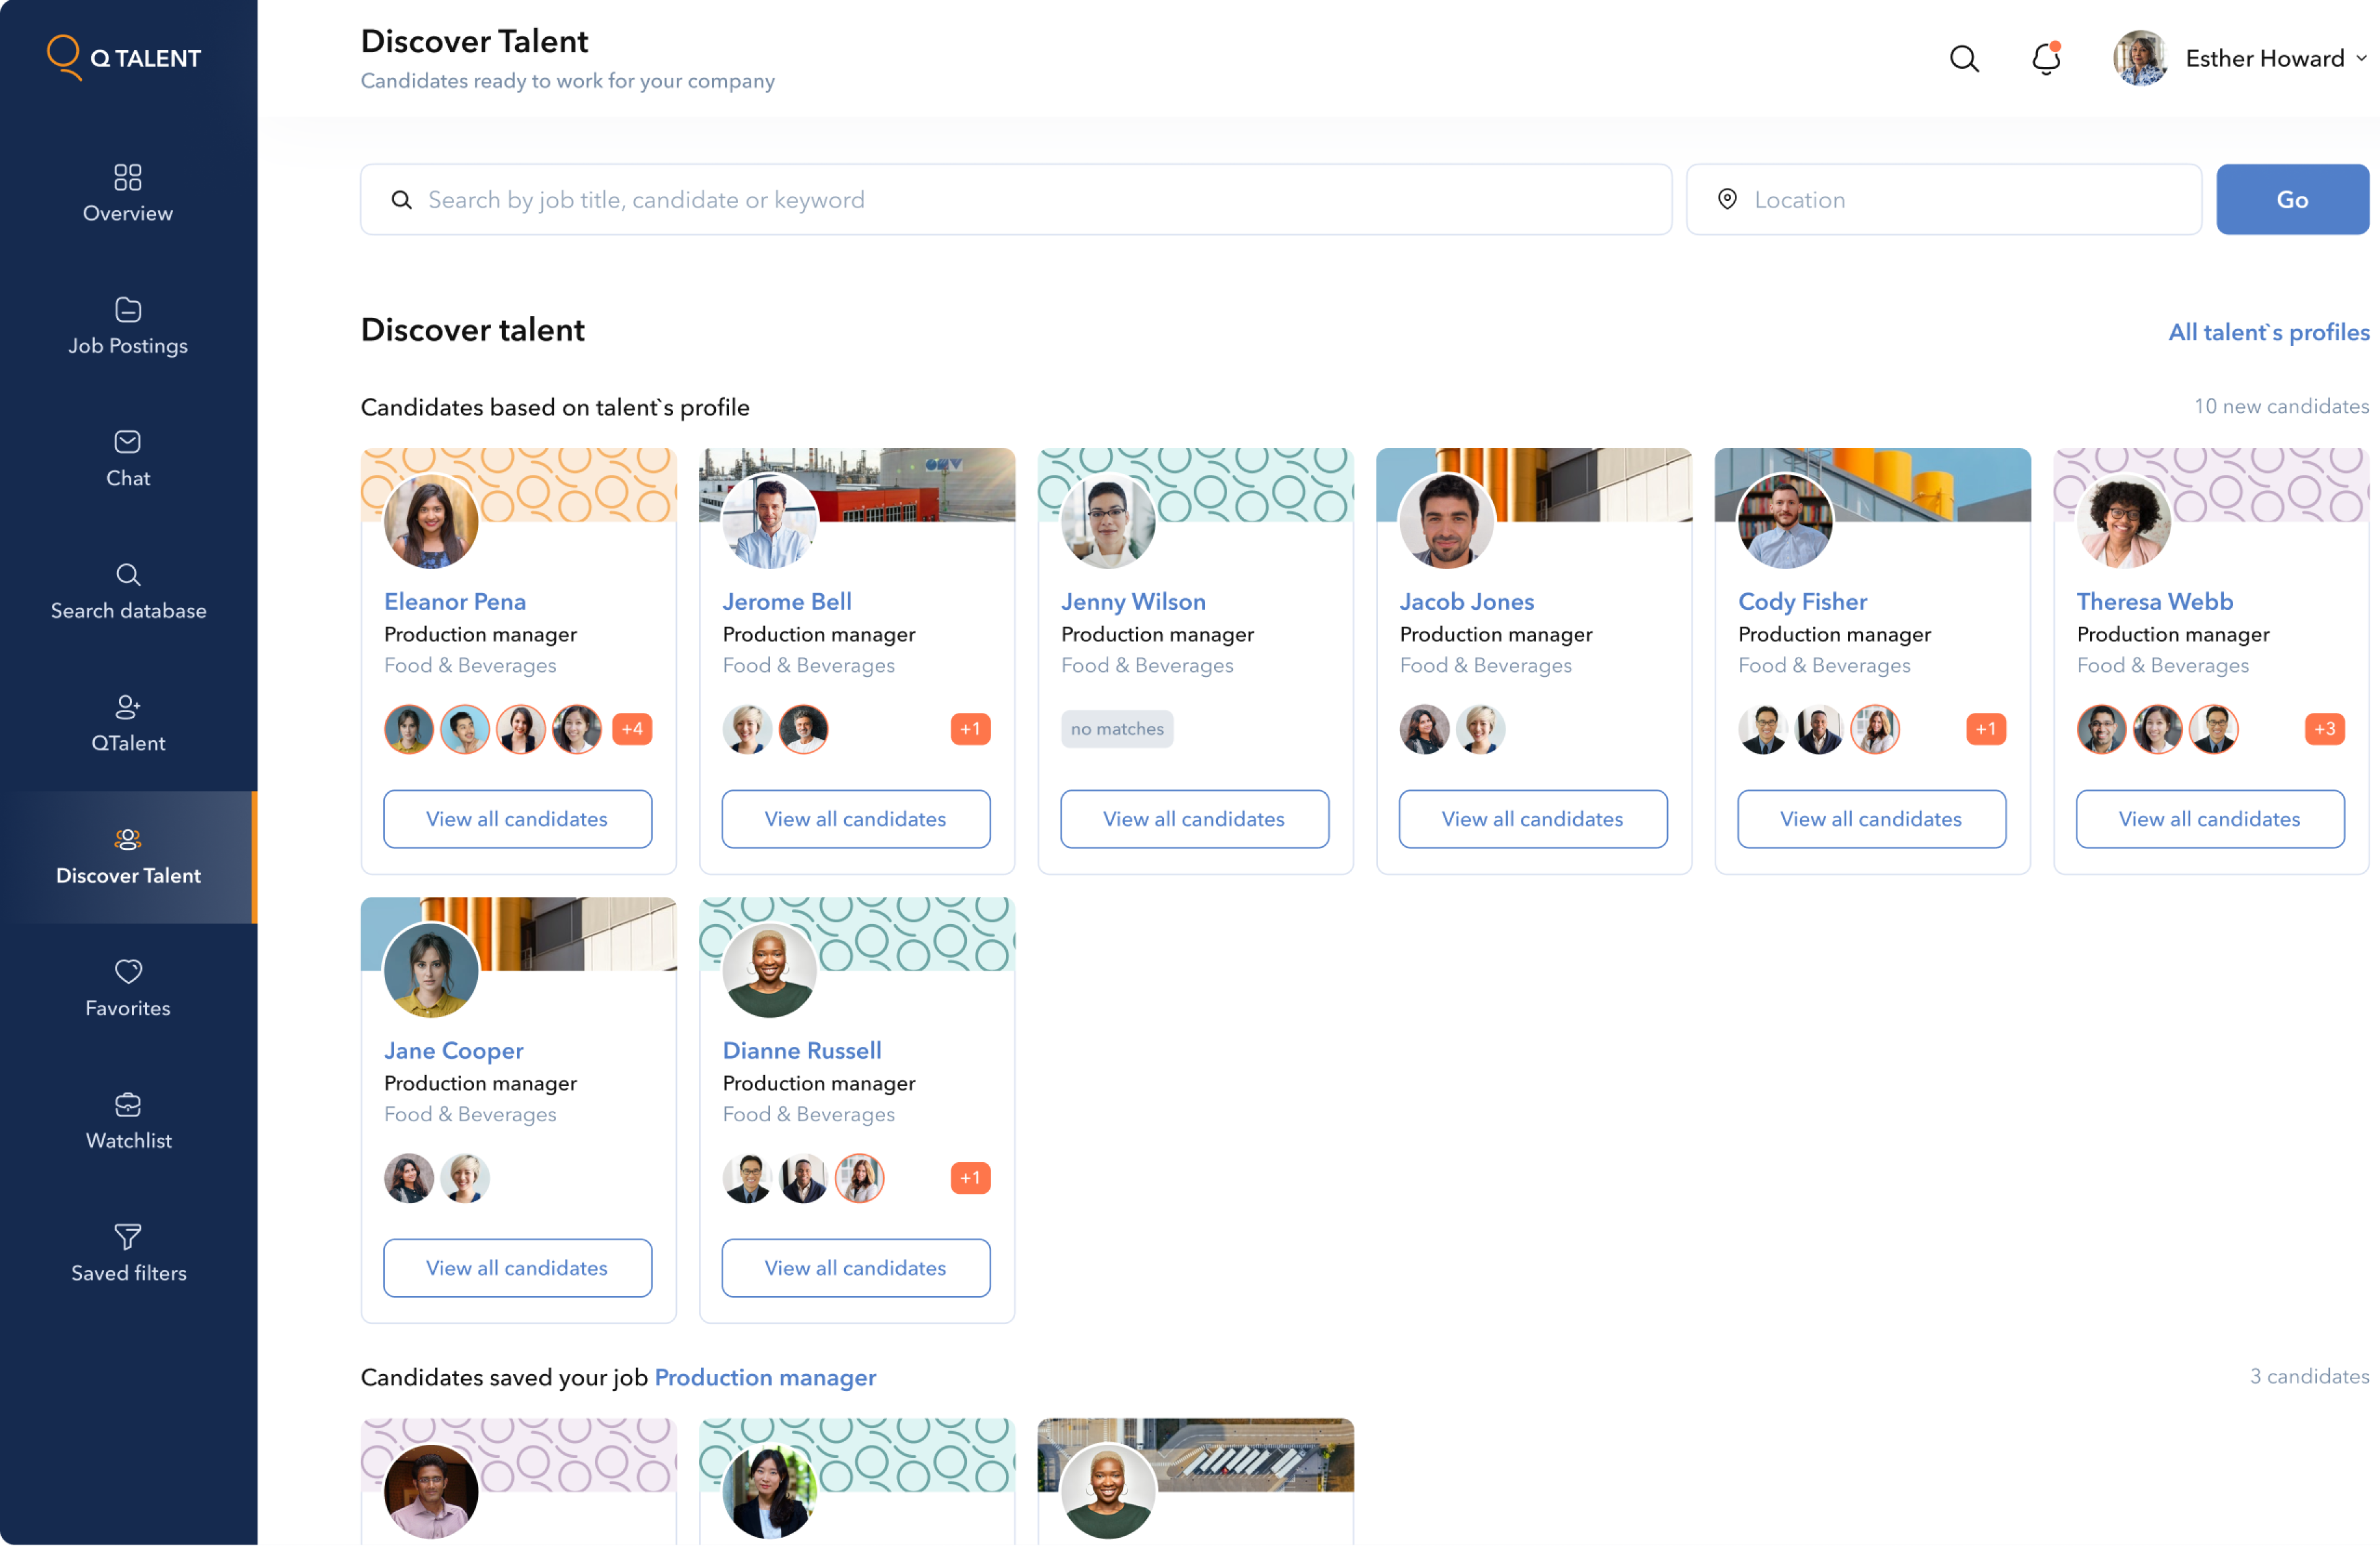 Q TALENT
Overview
Job Postings
Chat
Search database
QTalent
Discover Talent
Favorites
Watchlist
Saved filters
Discover Talent
Candidates ready to work for your company
Esther Howard
Search by job title, candidate or keyword
Location
Go
Discover talent
All talent`s profiles
Candidates based on talent`s profile
10 new candidates
OMV
Eleanor Pena
Production manager
Food & Beverages
+4
View all candidates
Jerome Bell
Production manager
Food & Beverages
+1
View all candidates
Jenny Wilson
Production manager
Food & Beverages
no matches
View all candidates
Jacob Jones
Production manager
Food & Beverages
View all candidates
Cody Fisher
Production manager
Food & Beverages
+1
View all candidates
Theresa Webb
Production manager
Food & Beverages
+3
View all candidates
Jane Cooper
Production manager
Food & Beverages
View all candidates
Dianne Russell
Production manager
Food & Beverages
+1
View all candidates
Candidates saved your job Production manager
3 candidates